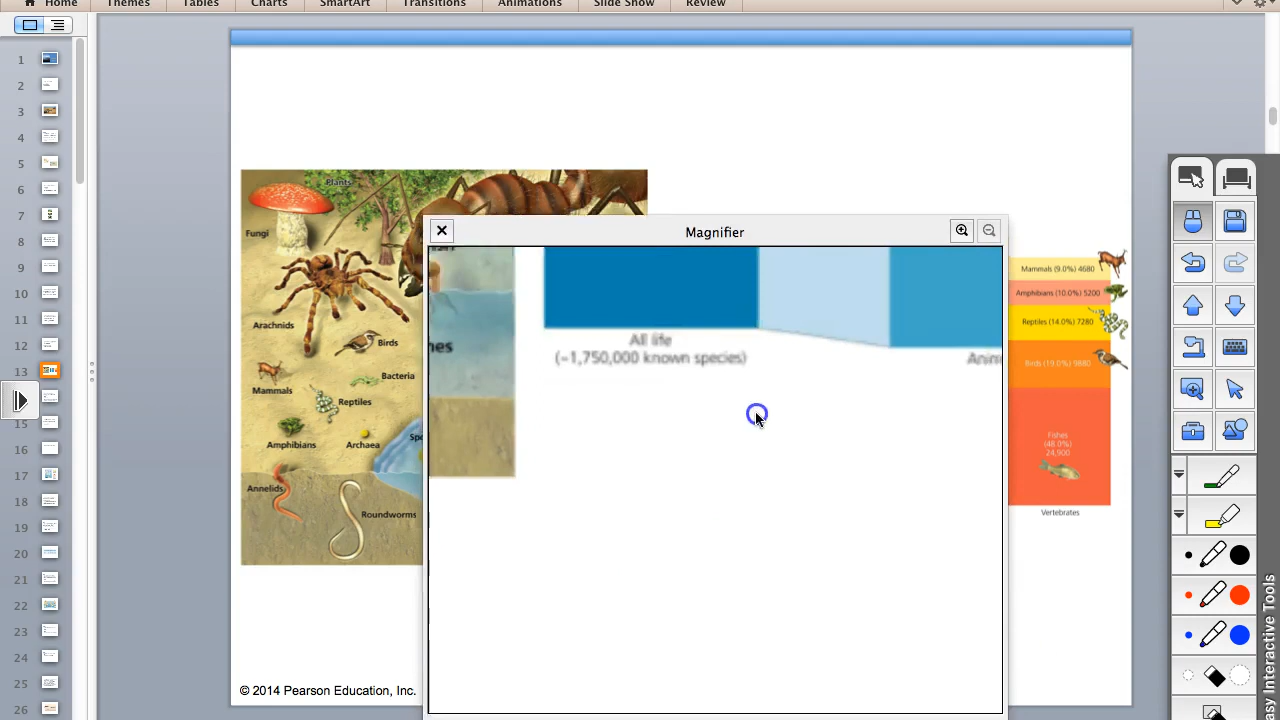 Home Themes Tables Charts SmartArt Transitions Animations Slide Show Review
1
2
3
4
5
6
7
8
9
10
11
12
13
15
16
17
18
19
20
21
22
23
24
25
26
Plants
Fungi
Arachnids
Birds
Mammals
Bacteria
Reptiles
Amphibians
Archaea
Annelids
Roundworms
© 2014 Pearson Education, Inc.
Magnifier
All life
(~1,750,000 known species)
Mammals (9.0%) 4680
Amphibians (10.0%) 5200
Reptiles (14.0%) 7280
Birds (19.0%) 9880
Fishes
(48.0%)
24,900
Vertebrates
Interactive Tools